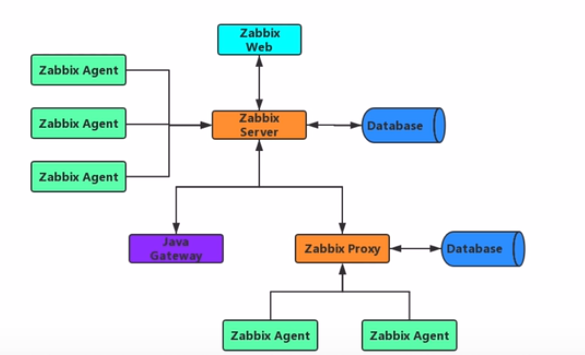 Zabbix
Web
Zabbix Agent
Zabbix Agent
Zabbix
Server
Database
Zabbix Agent
Java
Gateway
Zabbix Proxy
Database
Zabbix Agent
Zabbix Agent